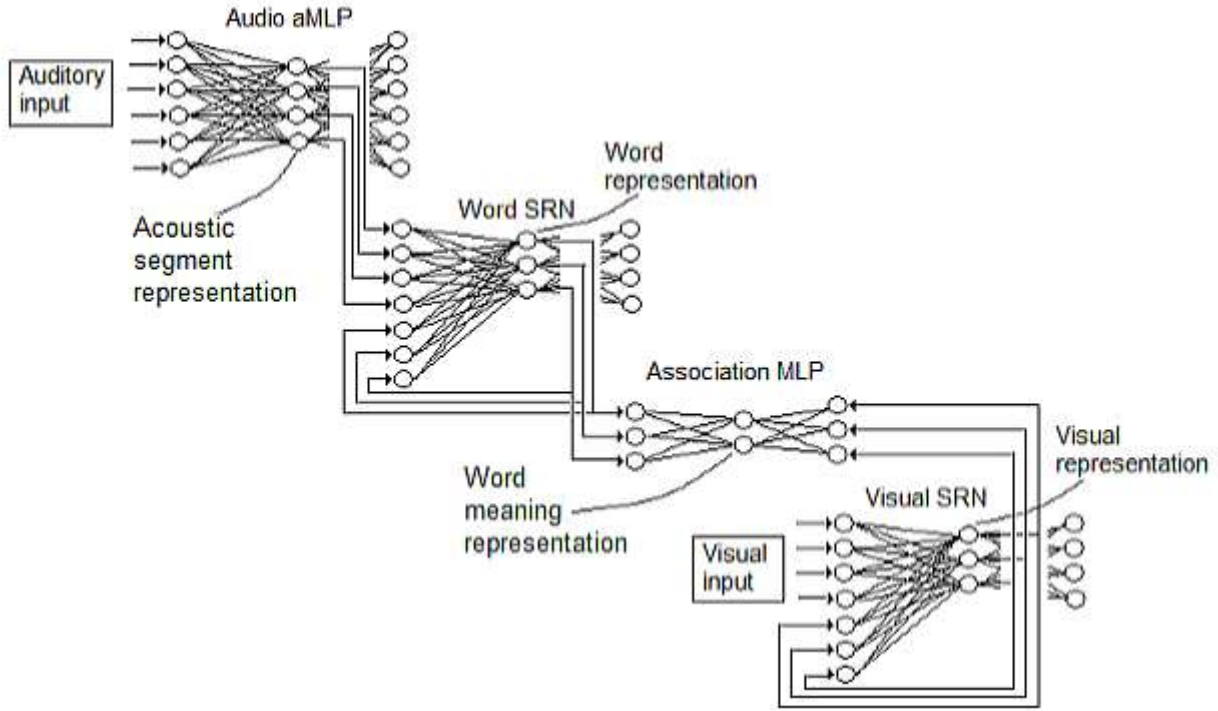 Audio aMLP
Auditory
input
Acoustic
segment
representation
Word SRN
Word
representation
Association MLP
Word
meaning
representation
Visual
representation
Visual SRN
Visual
input